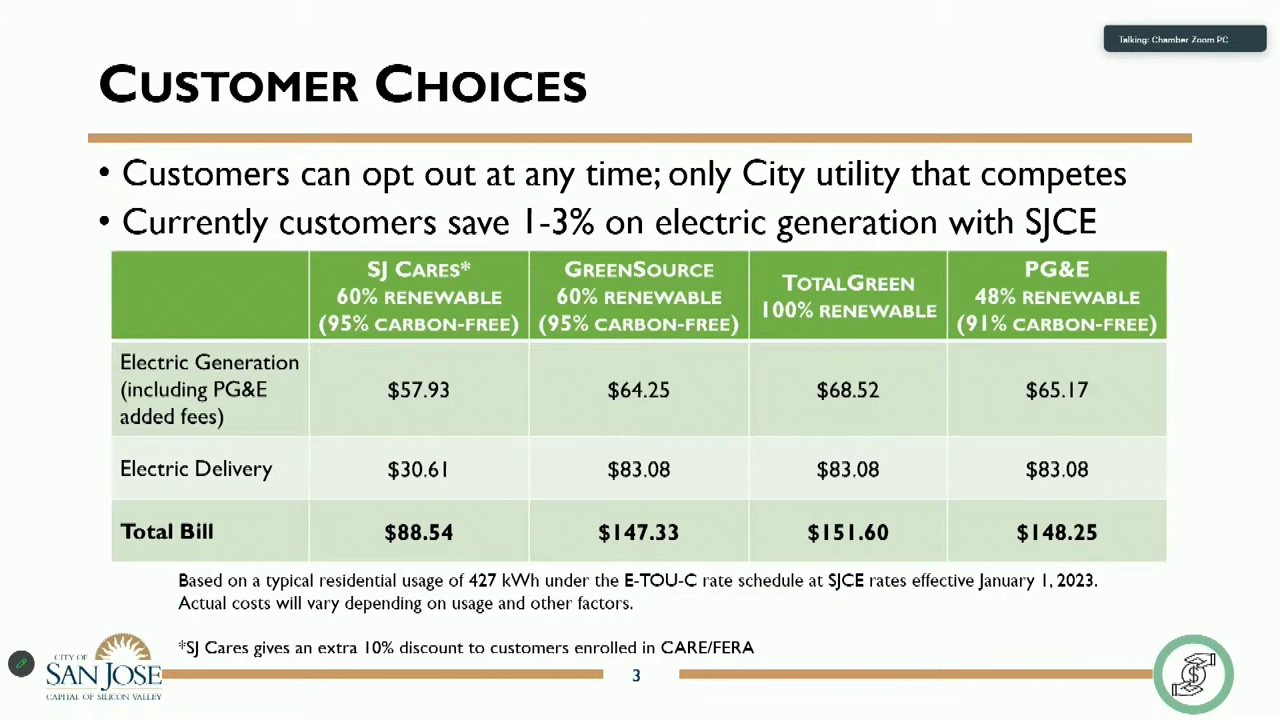 Talking: Chamber Zoom PC
CUSTOMER CHOICES
• Customers can opt out at any time; only City utility that competes
• Currently customers save 1-3% on electric generation with SJCE
SJ CARES*
60% RENEWABLE
(95% CARBON-FREE)
GREENSOURCE
60% RENEWABLE
(95% CARBON-FREE)
TOTALGREEN
100% RENEWABLE
PG&E
48% RENEWABLE
(91% CARBON-FREE)
Electric Generation
(including PG&E
added fees)
$57.93
$64.25
$68.52
$65.17
Electric Delivery
$30.61
$83.08
$83.08
$83.08
Total Bill
$88.54
$147.33
$151.60
$148.25
Based on a typical residential usage of 427 kWh under the E-TOU-C rate schedule at SJCE rates effective January 1, 2023.
Actual costs will vary depending on usage and other factors.
*SJ Cares gives an extra 10% discount to customers enrolled in CARE/FERA
CITY OF
SAN JOSE
CAPITAL OF SILICON VALLEY
3
$